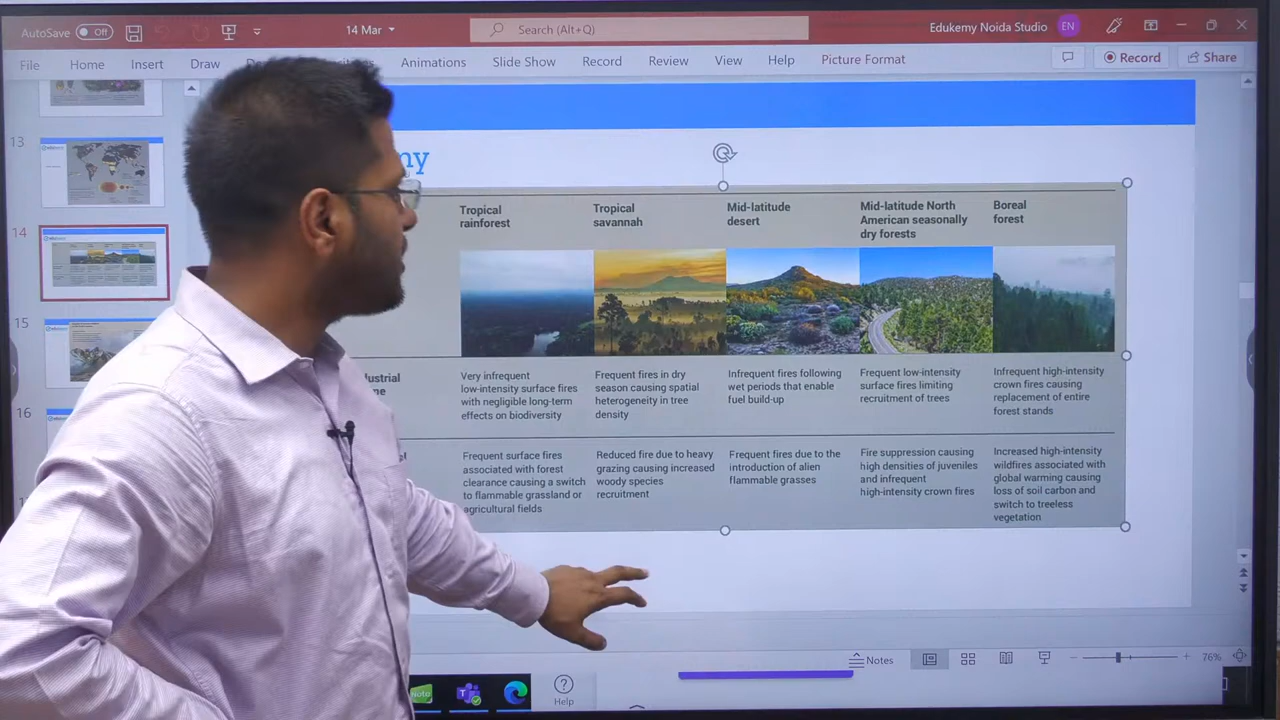 AutoSave
Off
14 Mar
Search (Alt+Q)
Edukemy Noida Studio
EN
File
Home
Insert
Draw
Animations
Slide Show
Record
Review
View
Help
Picture Format
Record
Share
13
14
15
16
my
Tropical
rainforest
Tropical
savannah
Mid-latitude
desert
Mid-latitude North
American seasonally
dry forests
Boreal
forest
Very infrequent
low-intensity surface fires
with negligible long-term
effects on biodiversity
Frequent fires in dry
season causing spatial
heterogeneity in tree
density
Infrequent fires following
wet periods that enable
fuel build-up
Frequent low-intensity
surface fires limiting
recruitment of trees
Infrequent high-intensity
crown fires causing
replacement of entire
forest stands
Frequent surface fires
associated with forest
clearance causing a switch
to flammable grassland or
agricultural fields
Reduced fire due to heavy
grazing causing increased
woody species
recruitment
Frequent fires due to the
introduction of alien
flammable grasses
Fire suppression causing
high densities of juveniles
and infrequent
high-intensity crown fires
Increased high-intensity
wildfires associated with
global warming causing
loss of soil carbon and
switch to treeless
vegetation
Notes
76%
Help